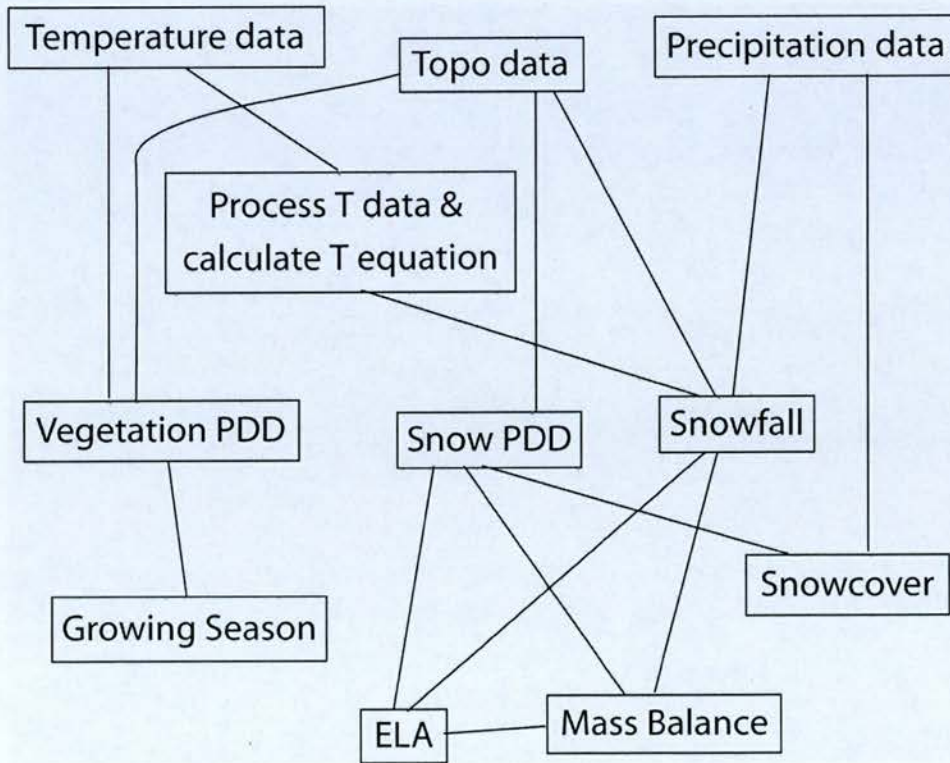 Temperature data
Topo data
Precipitation data
Process T data &
calculate T equation
Vegetation PDD
Snow PDD
Snowfall
Snowcover
Growing Season
ELA
Mass Balance